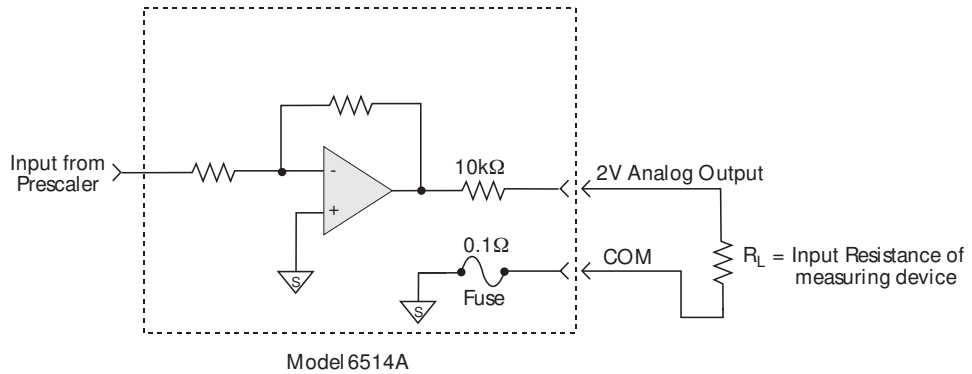 Input from
Prescaler
-
+
S
10kΩ
2V Analog Output
0.1Ω
Fuse
S
COM
R_L = Input Resistance of
measuring device
Model 6514A